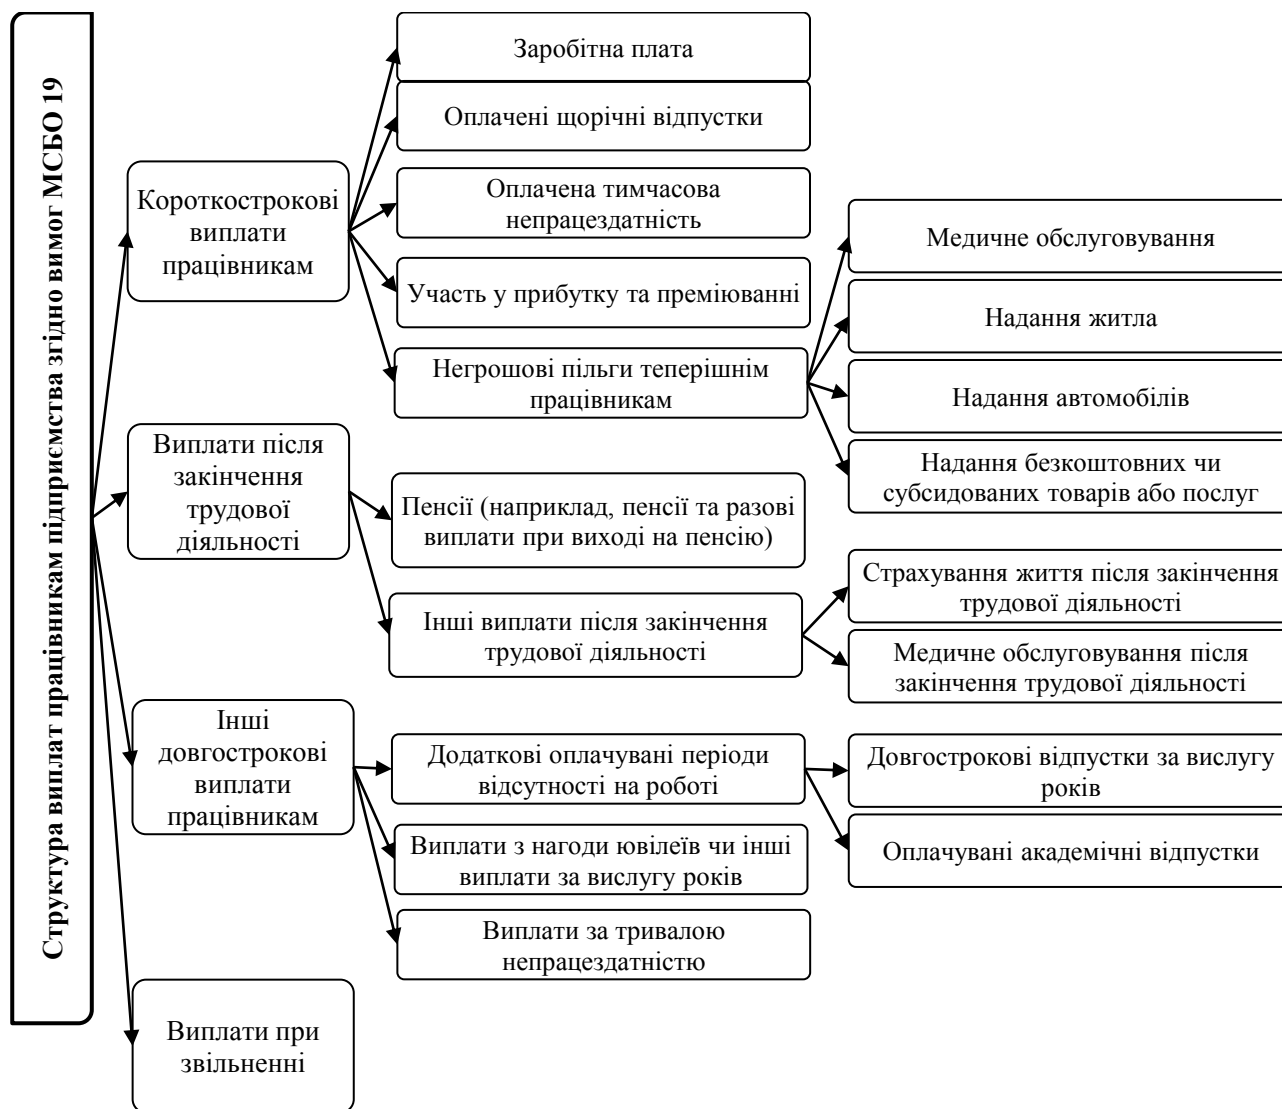 Структура виплат працівникам підприємства згідно вимог МСБО 19
Короткострокові
виплати
працівникам
Заробітна плата
Оплачені щорічні відпустки
Оплачена тимчасова
непрацездатність
Участь у прибутку та преміюванні
Негрошові пільги теперішнім
працівникам
Медичне обслуговування
Надання житла
Надання автомобілів
Надання безкоштовних чи
субсидованих товарів або послуг
Виплати після
закінчення
трудової
діяльності
Пенсії (наприклад, пенсії та разові
виплати при виході на пенсію)
Інші виплати після закінчення
трудової діяльності
Страхування життя після закінчення
трудової діяльності
Медичне обслуговування після
закінчення трудової діяльності
Інші
довгострокові
виплати
працівникам
Додаткові оплачувані періоди
відсутності на роботі
Довгострокові відпустки за вислугу
років
Оплачувані академічні відпустки
Виплати з нагоди ювілеїв чи інші
виплати за вислугу років
Виплати за тривалою
непрацездатністю
Виплати при
звільненні